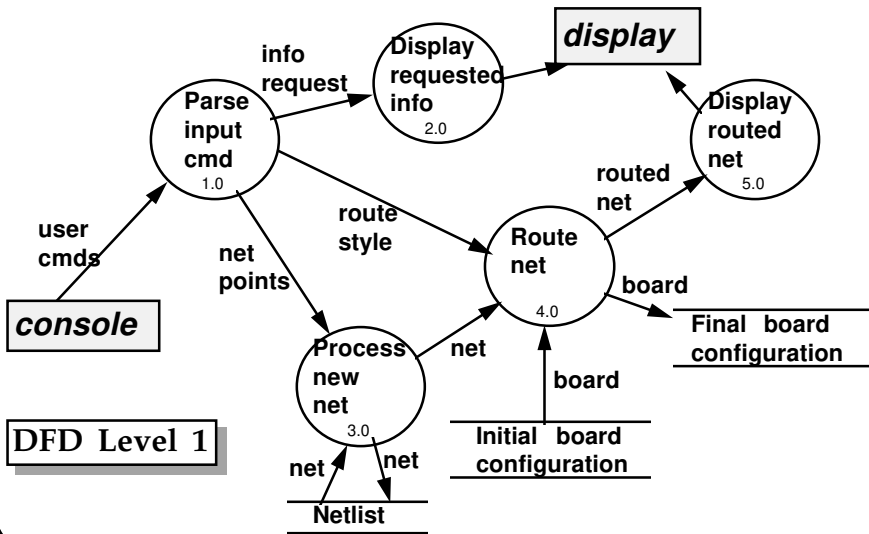 info
request
Display
requested
info
2.0
display
Parse
input
cmd
1.0
Display
routed
net
5.0
user
cmds
route
style
net
points
routed
net
Route
net
4.0
board
console
Final board
configuration
Process
new
net
3.0
net
board
DFD Level 1
Initial board
configuration
net
net
Netlist